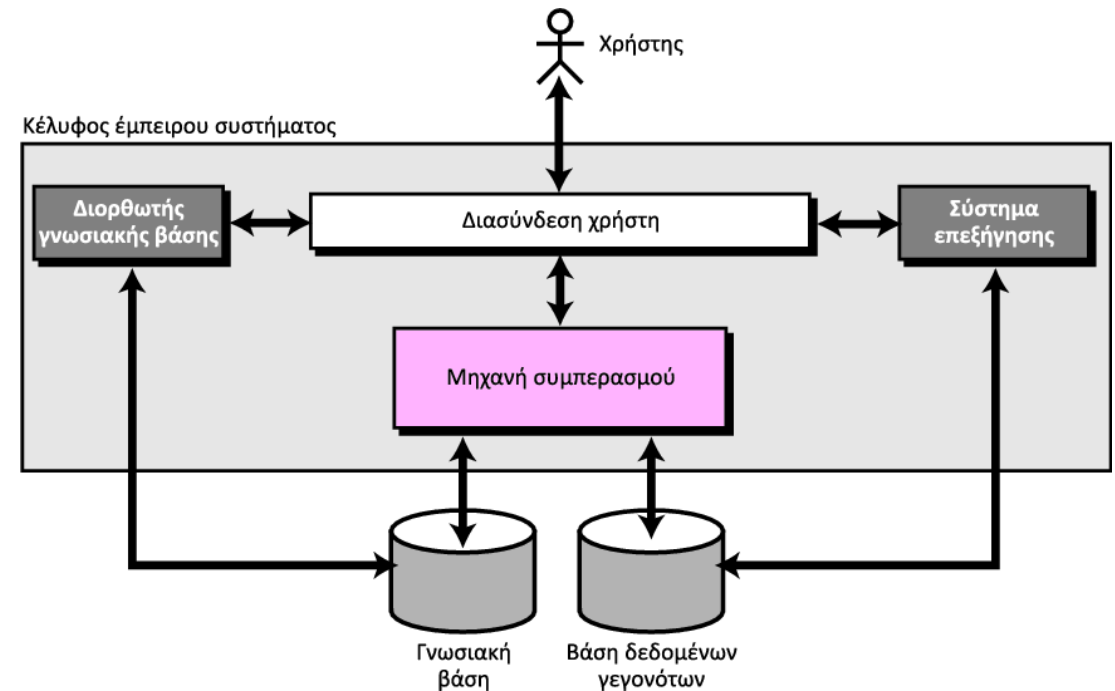 Χρήστης
Κέλυφος έμπειρου συστήματος
Διορθωτής
γνωσιακής βάσης
Διασύνδεση χρήστη
Σύστημα
επεξήγησης
Μηχανή συμπερασμού
Γνωσιακή
βάση
Βάση δεδομένων
γεγονότων